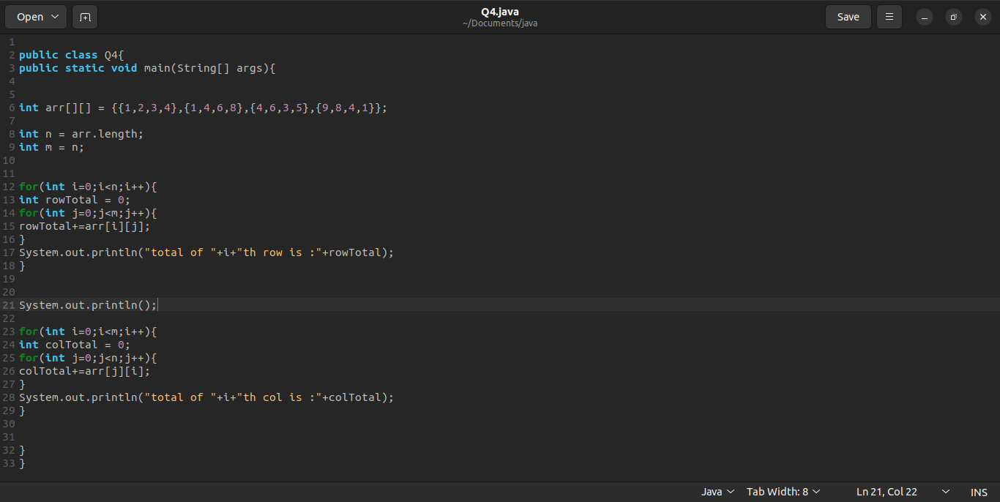 Open
Q4.java
~/Documents/java
Save
1
2 public class Q4{
3 public static void main(String[] args){
4
5
6 int arr[][] = {{1,2,3,4},{1,4,6,8},{4,6,3,5},{9,8,4,1}};
7
8 int n = arr.length;
9 int m = n;
10
11
12 for(int i=0;i<n;i++){
13 int rowTotal = 0;
14 for(int j=0;j<m;j++){
15 rowTotal+=arr[i][j];
16 }
17 System.out.println("total of "+i+"th row is :"+rowTotal);
18 }
19
20
21 System.out.println();
22
23 for(int i=0;i<m;i++){
24 int colTotal = 0;
25 for(int j=0;j<n;j++){
26 colTotal+=arr[j][i];
27 }
28 System.out.println("total of "+i+"th col is :"+colTotal);
29 }
30
31
32 }
33 }
Java Tab Width: 8 Ln 21, Col 22 INS